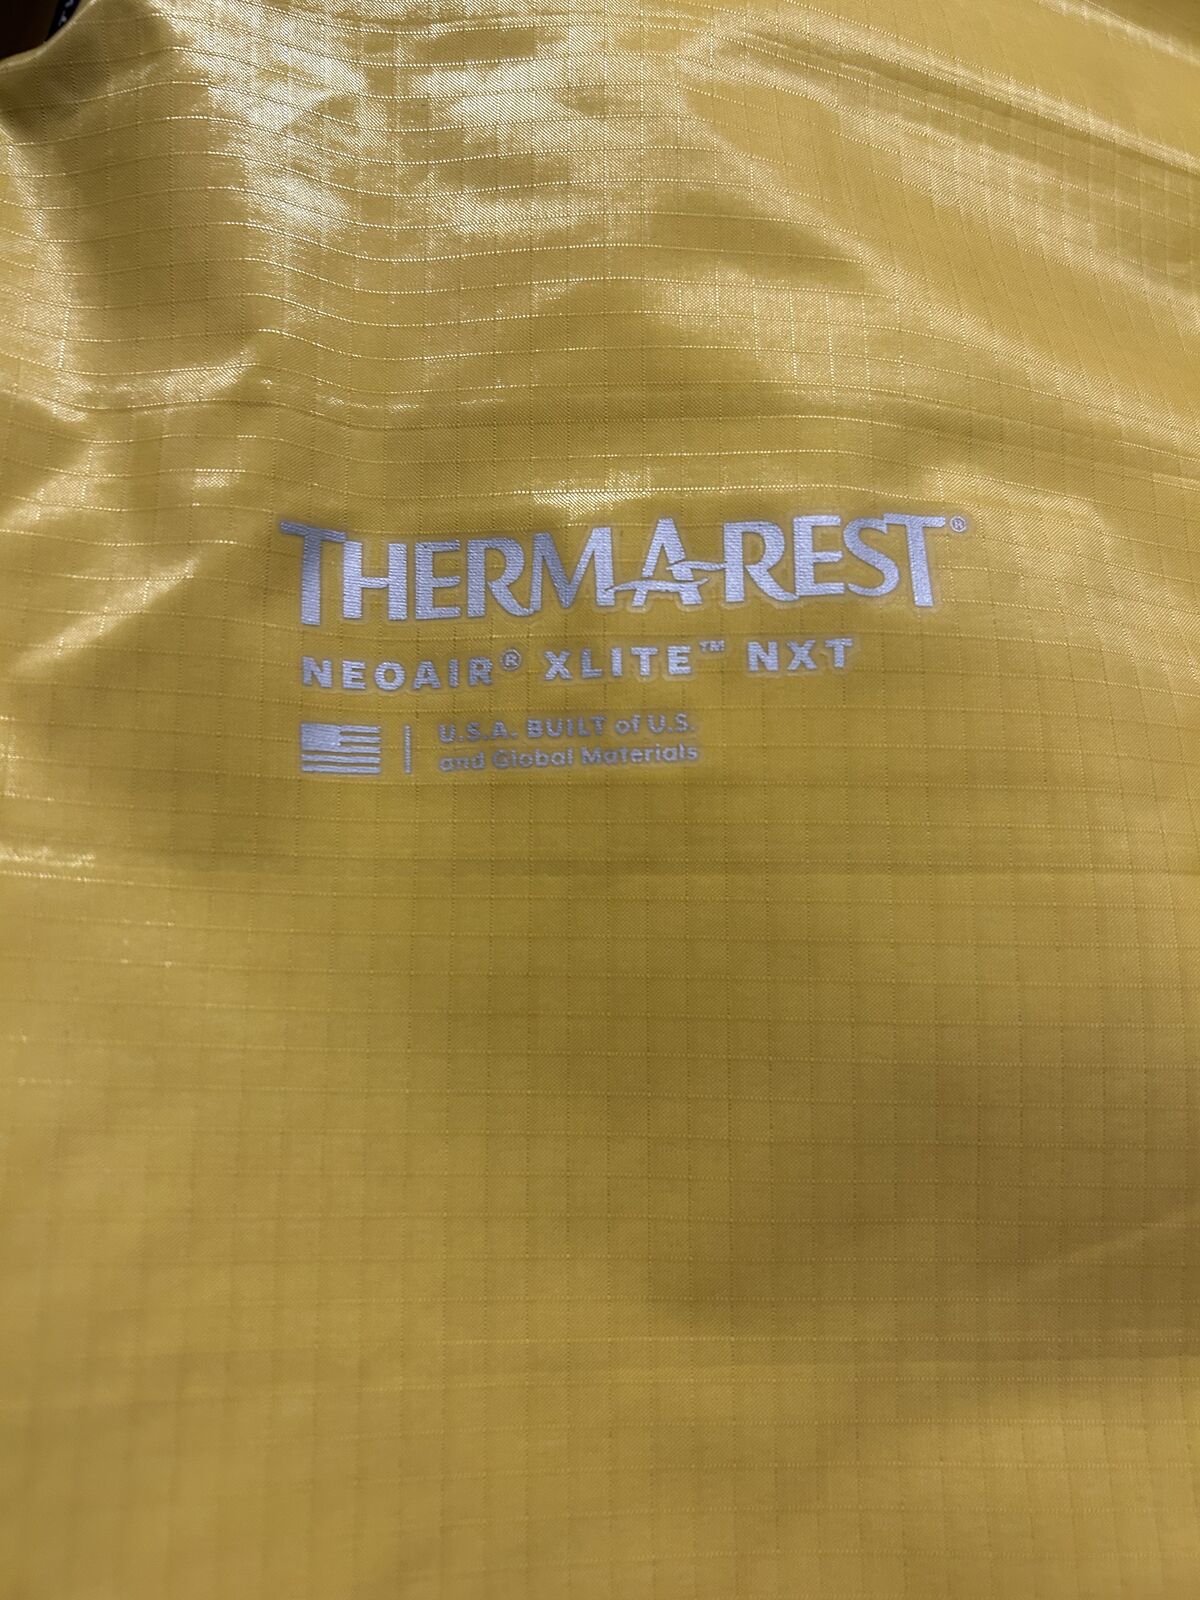 THERM-A-REST®
NEOAIR® XLITE™ NXT
U.S.A. BUILT of U.S.
and Global Materials